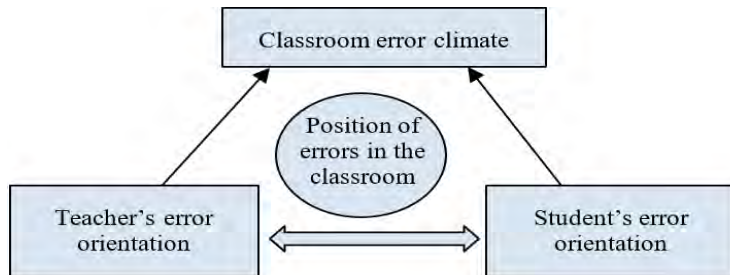 Classroom error climate
Position of
errors in the
classroom
Teacher's error
orientation
Student's error
orientation